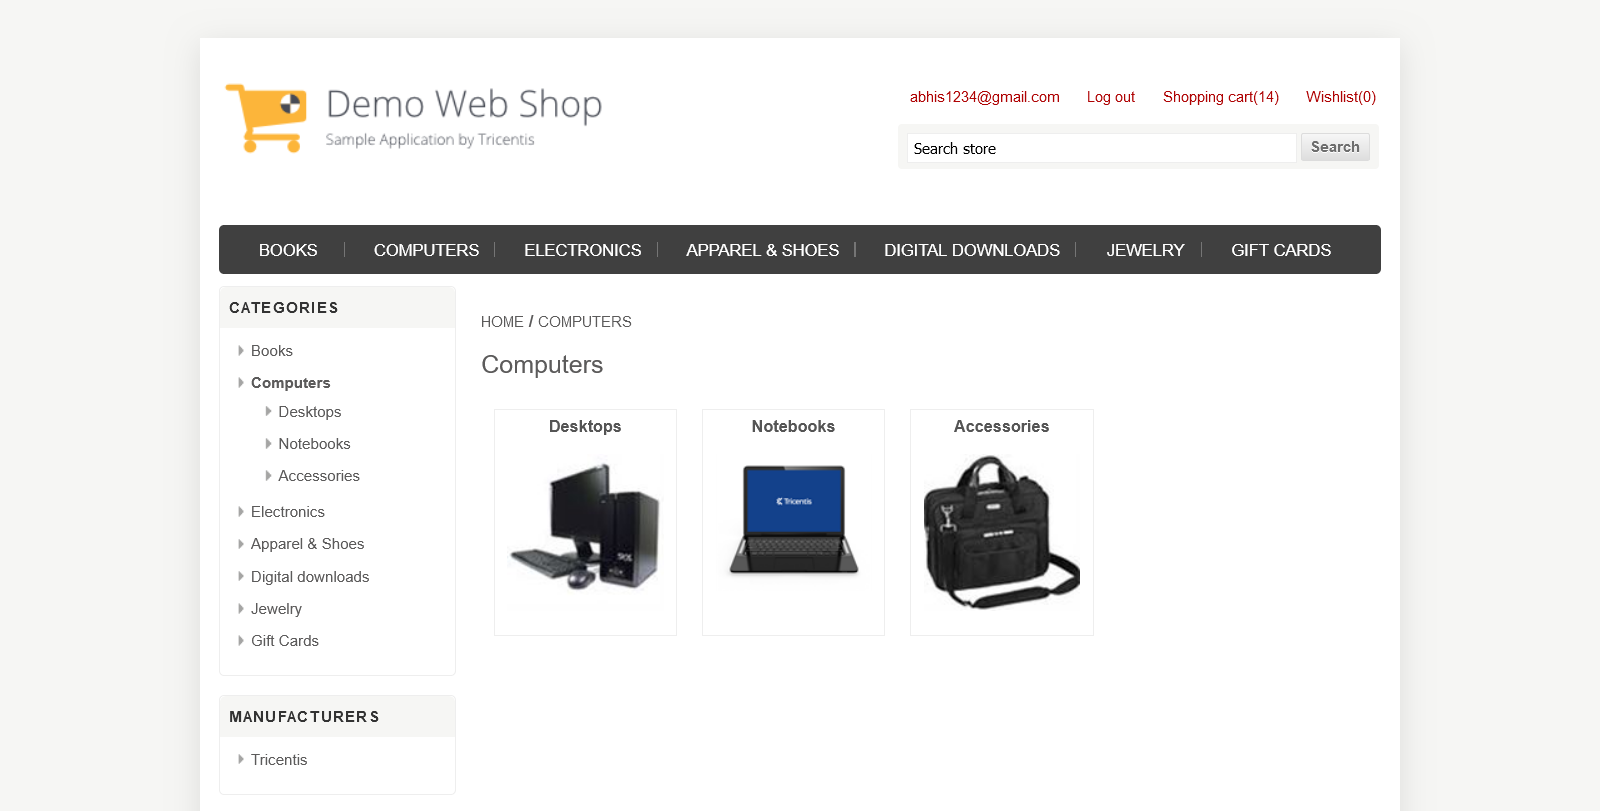 Demo Web Shop
Sample Application by Tricentis
abhis1234@gmail.com Log out Shopping cart(14) Wishlist(0)
Search store Search
BOOKS COMPUTERS ELECTRONICS APPAREL & SHOES DIGITAL DOWNLOADS JEWELRY GIFT CARDS
CATEGORIES
Books
Computers
Desktops
Notebooks
Accessories
Electronics
Apparel & Shoes
Digital downloads
Jewelry
Gift Cards
MANUFACTURERS
Tricentis
HOME / COMPUTERS
Computers
Desktops
Notebooks
Tricentis
Accessories